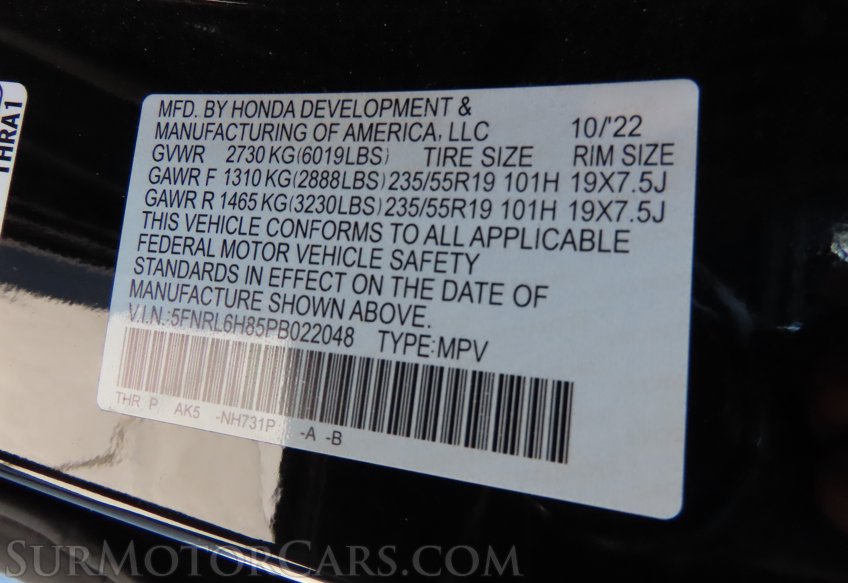 THRA1
MFD. BY HONDA DEVELOPMENT &
MANUFACTURING OF AMERICA, LLC 10/'22
GVWR 2730 KG(6019LBS) TIRE SIZE RIM SIZE
GAWR F 1310 KG(2888LBS) 235/55R19 101H 19X7.5J
GAWR R 1465 KG(3230LBS) 235/55R19 101H 19X7.5J
THIS VEHICLE CONFORMS TO ALL APPLICABLE
FEDERAL MOTOR VEHICLE SAFETY
STANDARDS IN EFFECT ON THE DATE OF
MANUFACTURE SHOWN ABOVE.
V.I.N.:5FNRL6H85PB022048 TYPE:MPV
THR P AK5 -NH731P -A -B
SurMotorCars.com